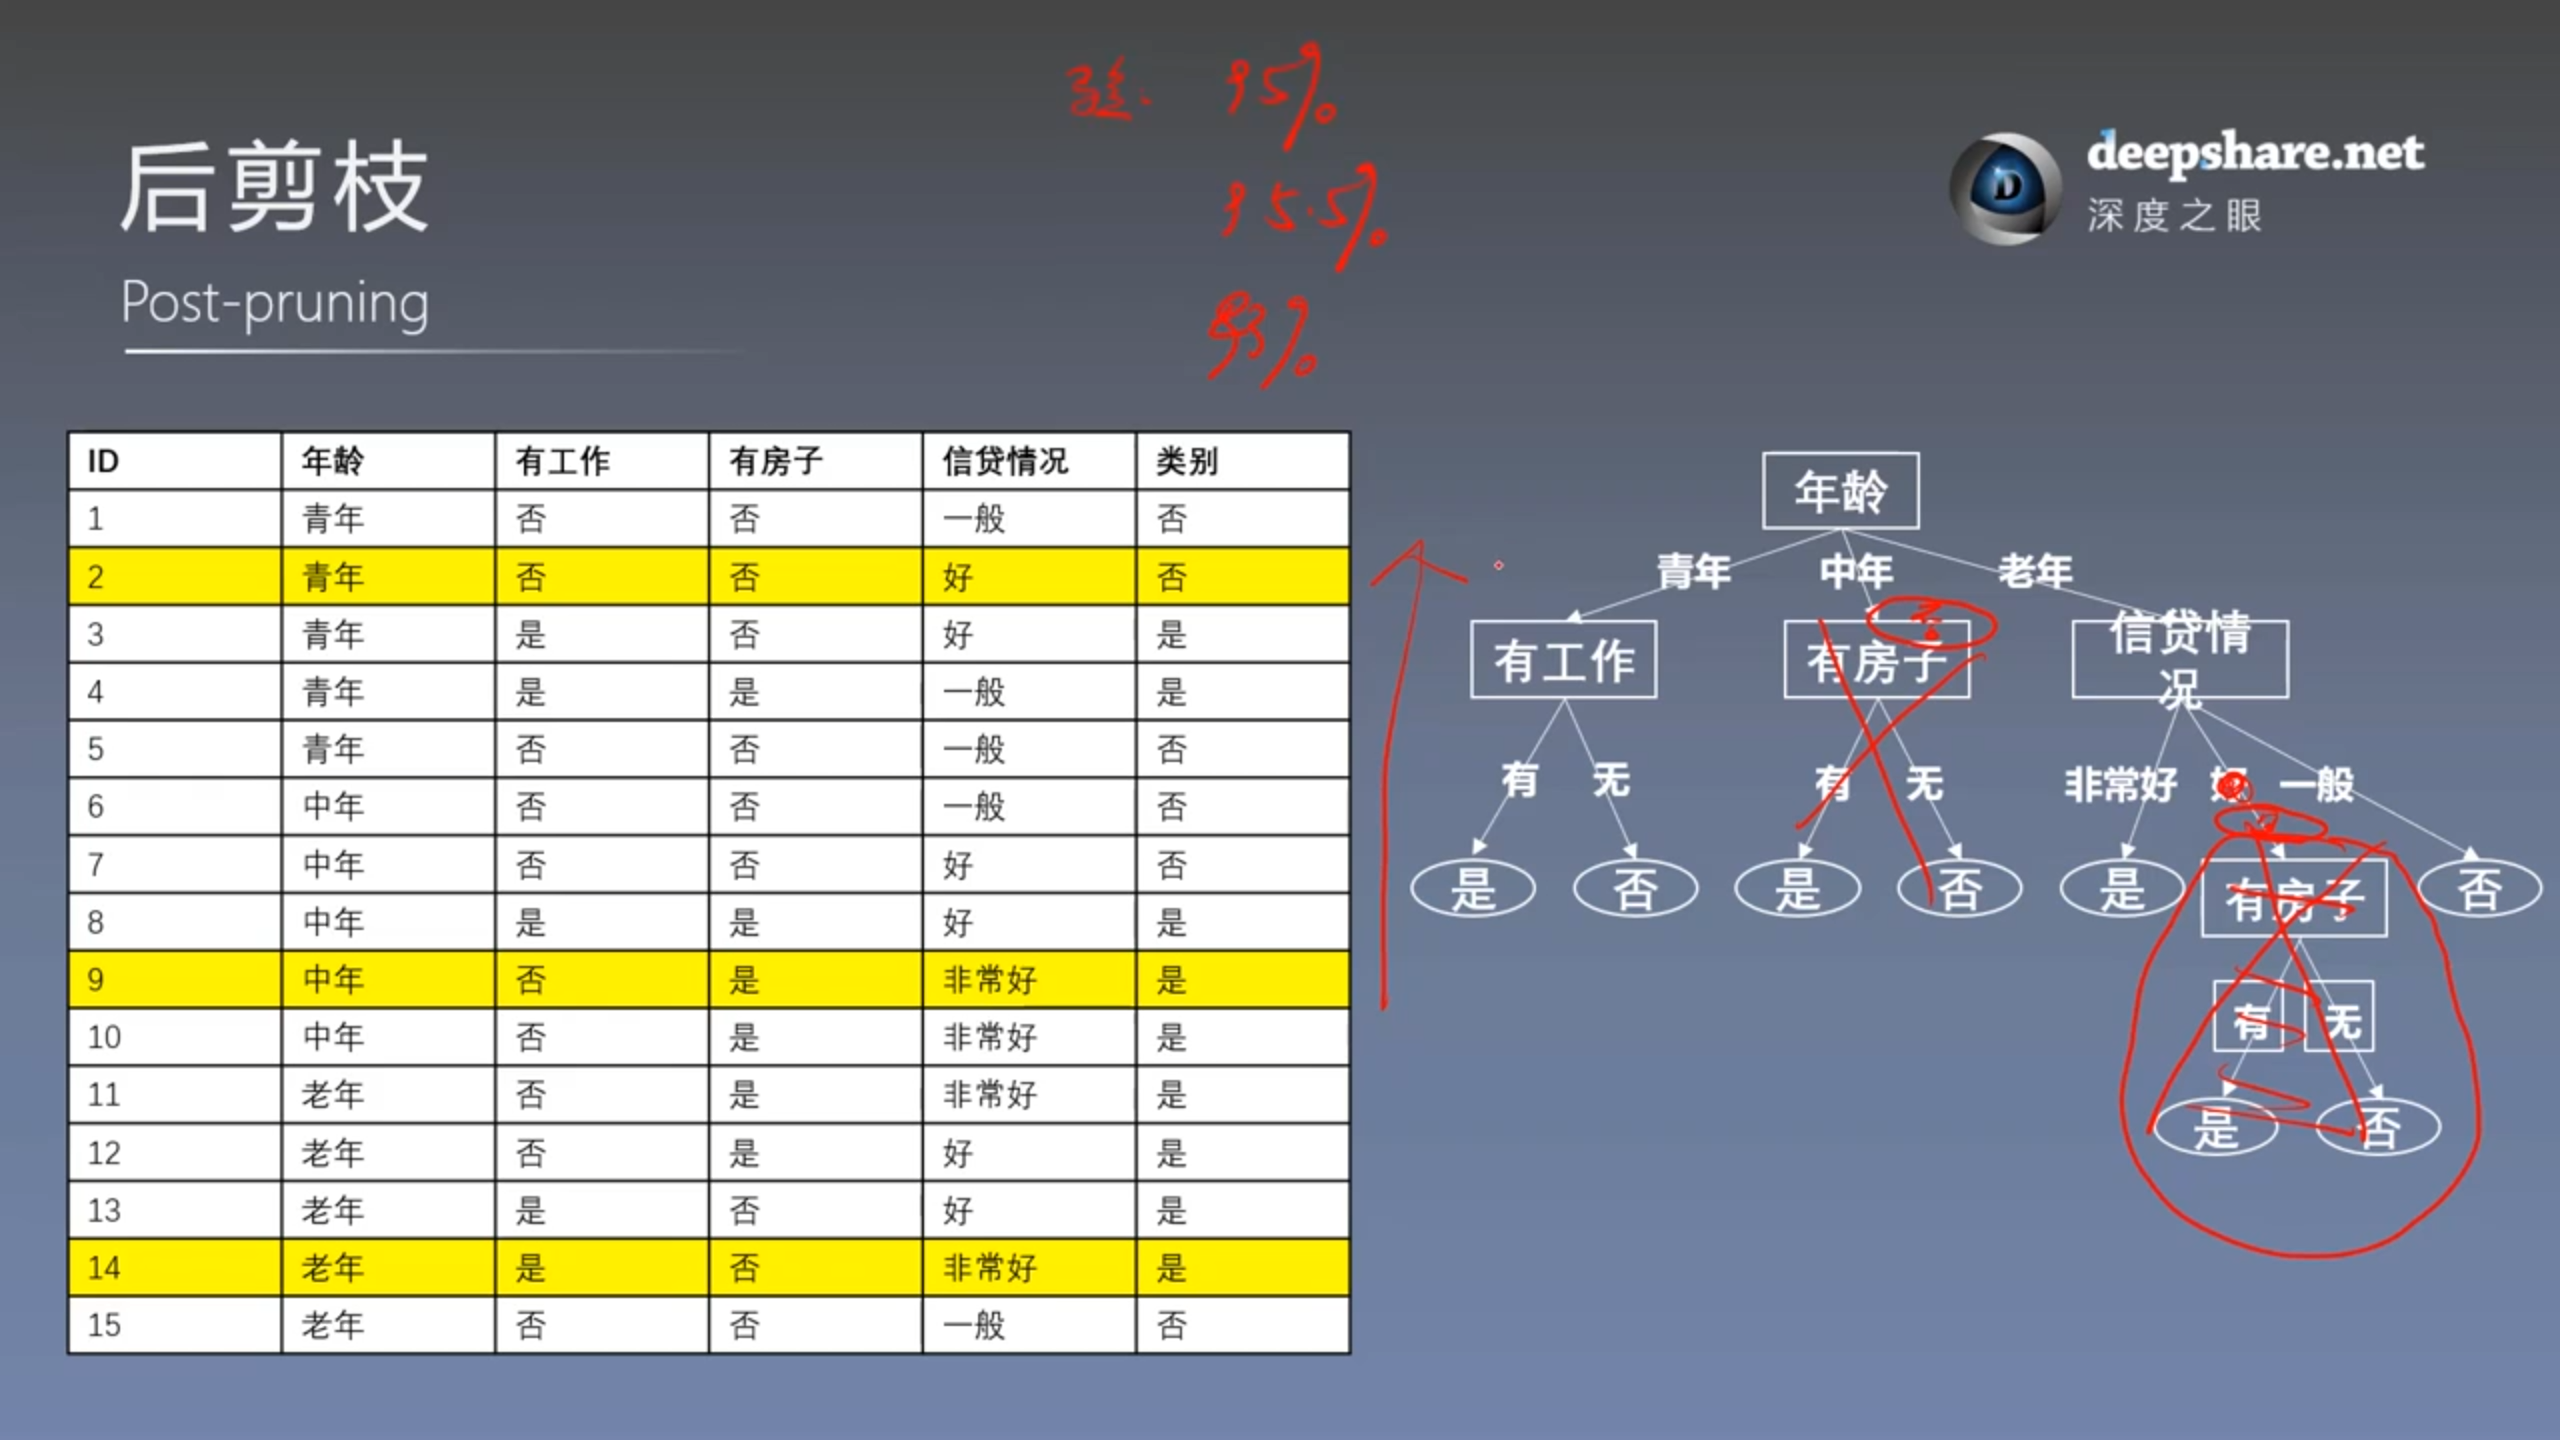 95%
95.5%
93%
后剪枝
Post-pruning
deepshare.net
深度之眼
ID 年龄 有工作 有房子 信贷情况 类别
1 青年 否 否 一般 否
2 青年 否 否 好 否
3 青年 是 否 好 是
4 青年 是 是 一般 是
5 青年 否 否 一般 否
6 中年 否 否 一般 否
7 中年 否 否 好 否
8 中年 是 是 好 是
9 中年 否 是 非常好 是
10 中年 否 是 非常好 是
11 老年 否 是 非常好 是
12 老年 否 是 好 是
13 老年 是 否 好 是
14 老年 是 否 非常好 是
15 老年 否 否 一般 否
年龄
青年 中年 老年
有工作 有房子 信贷情
况
有 无 有 无 非常好 好 一般
是 否 是 否 是 有房子 否
有 无
是 否